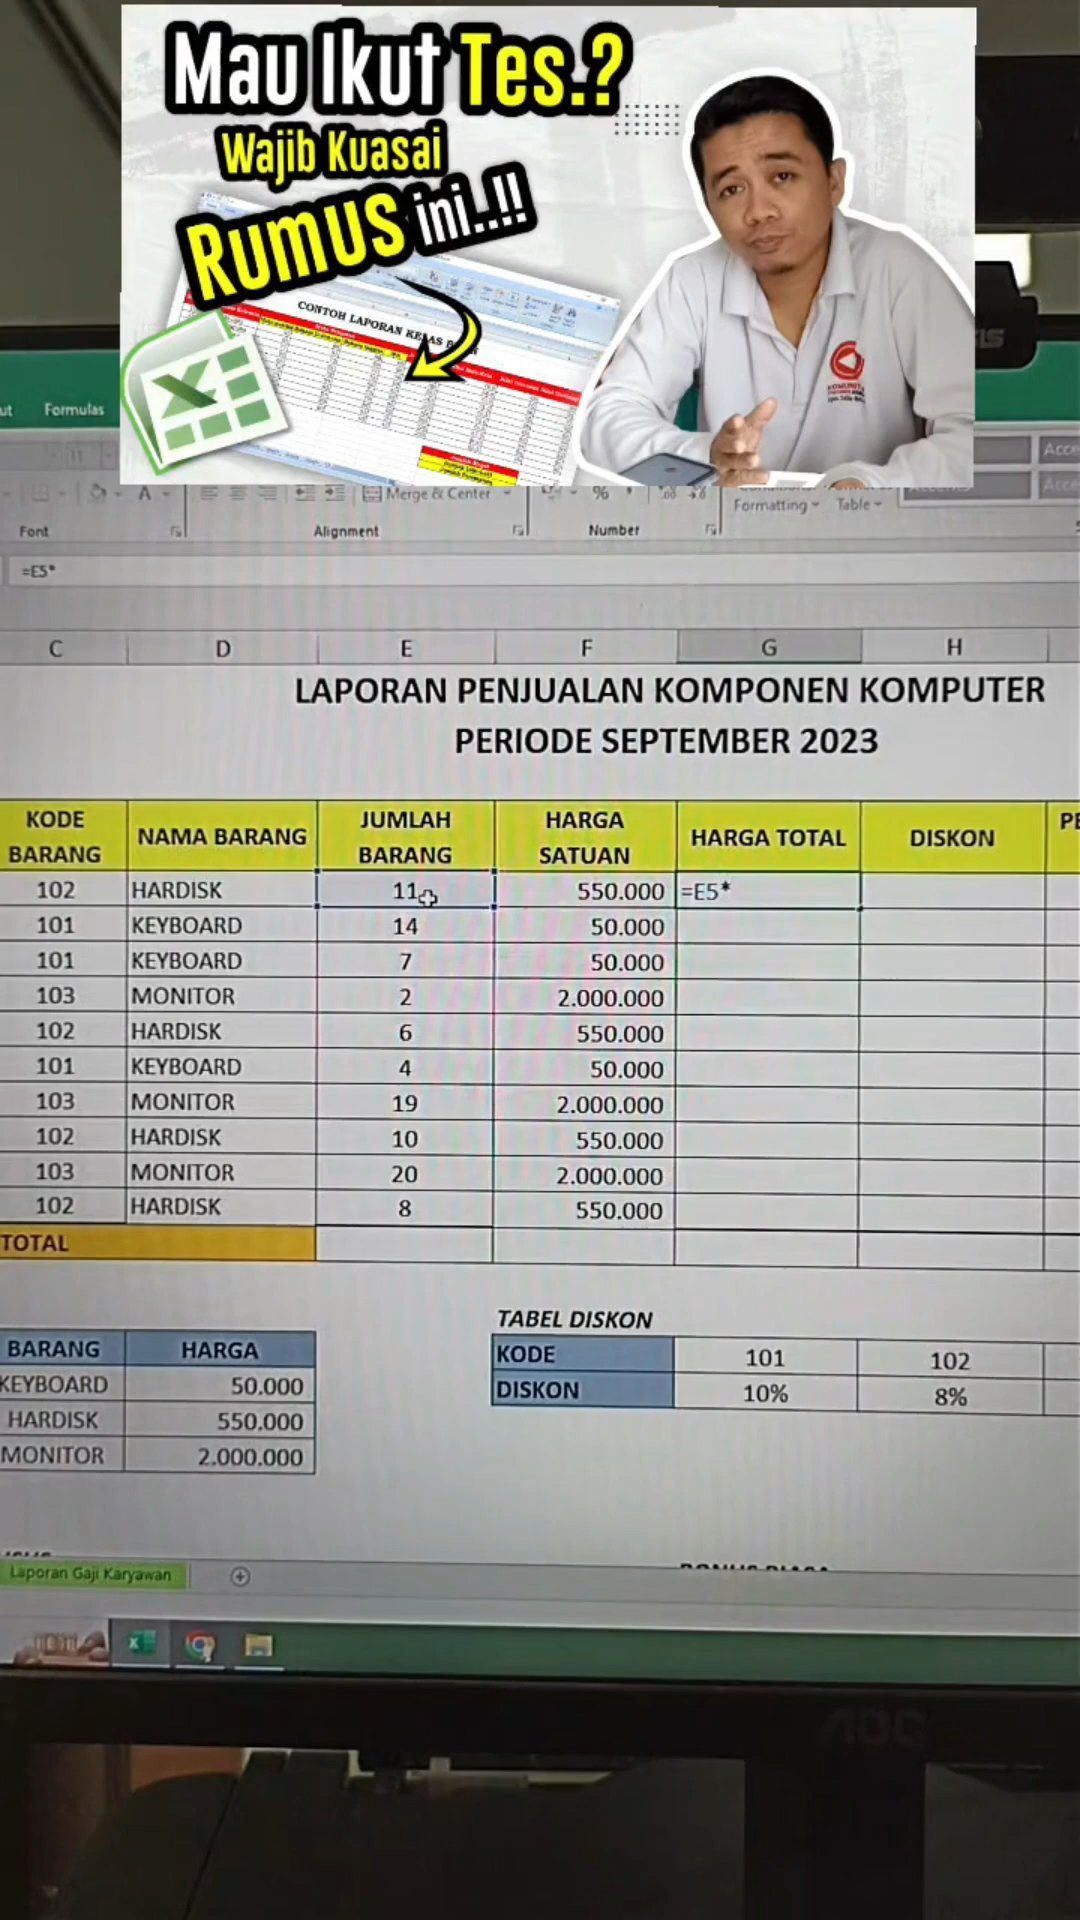 Mau Ikut Tes.?
Wajib Kuasai
Rumus ini..!!
CONTOH LAPORAN KELAS
Formulas
Merge & Center
%
Formatting
Table
Font
Alignment
Number
=E5*
C D E F G H
LAPORAN PENJUALAN KOMPONEN KOMPUTER
PERIODE SEPTEMBER 2023
KODE BARANG NAMA BARANG JUMLAH BARANG HARGA SATUAN HARGA TOTAL DISKON
102 HARDISK 11 550.000 =E5*
101 KEYBOARD 14 50.000
101 KEYBOARD 7 50.000
103 MONITOR 2 2.000.000
102 HARDISK 6 550.000
101 KEYBOARD 4 50.000
103 MONITOR 19 2.000.000
102 HARDISK 10 550.000
103 MONITOR 20 2.000.000
102 HARDISK 8 550.000
TOTAL
TABEL DISKON
BARANG HARGA
KEYBOARD 50.000
HARDISK 550.000
MONITOR 2.000.000
KODE 101 102
DISKON 10% 8%
Laporan Gaji Karyawan
AOC